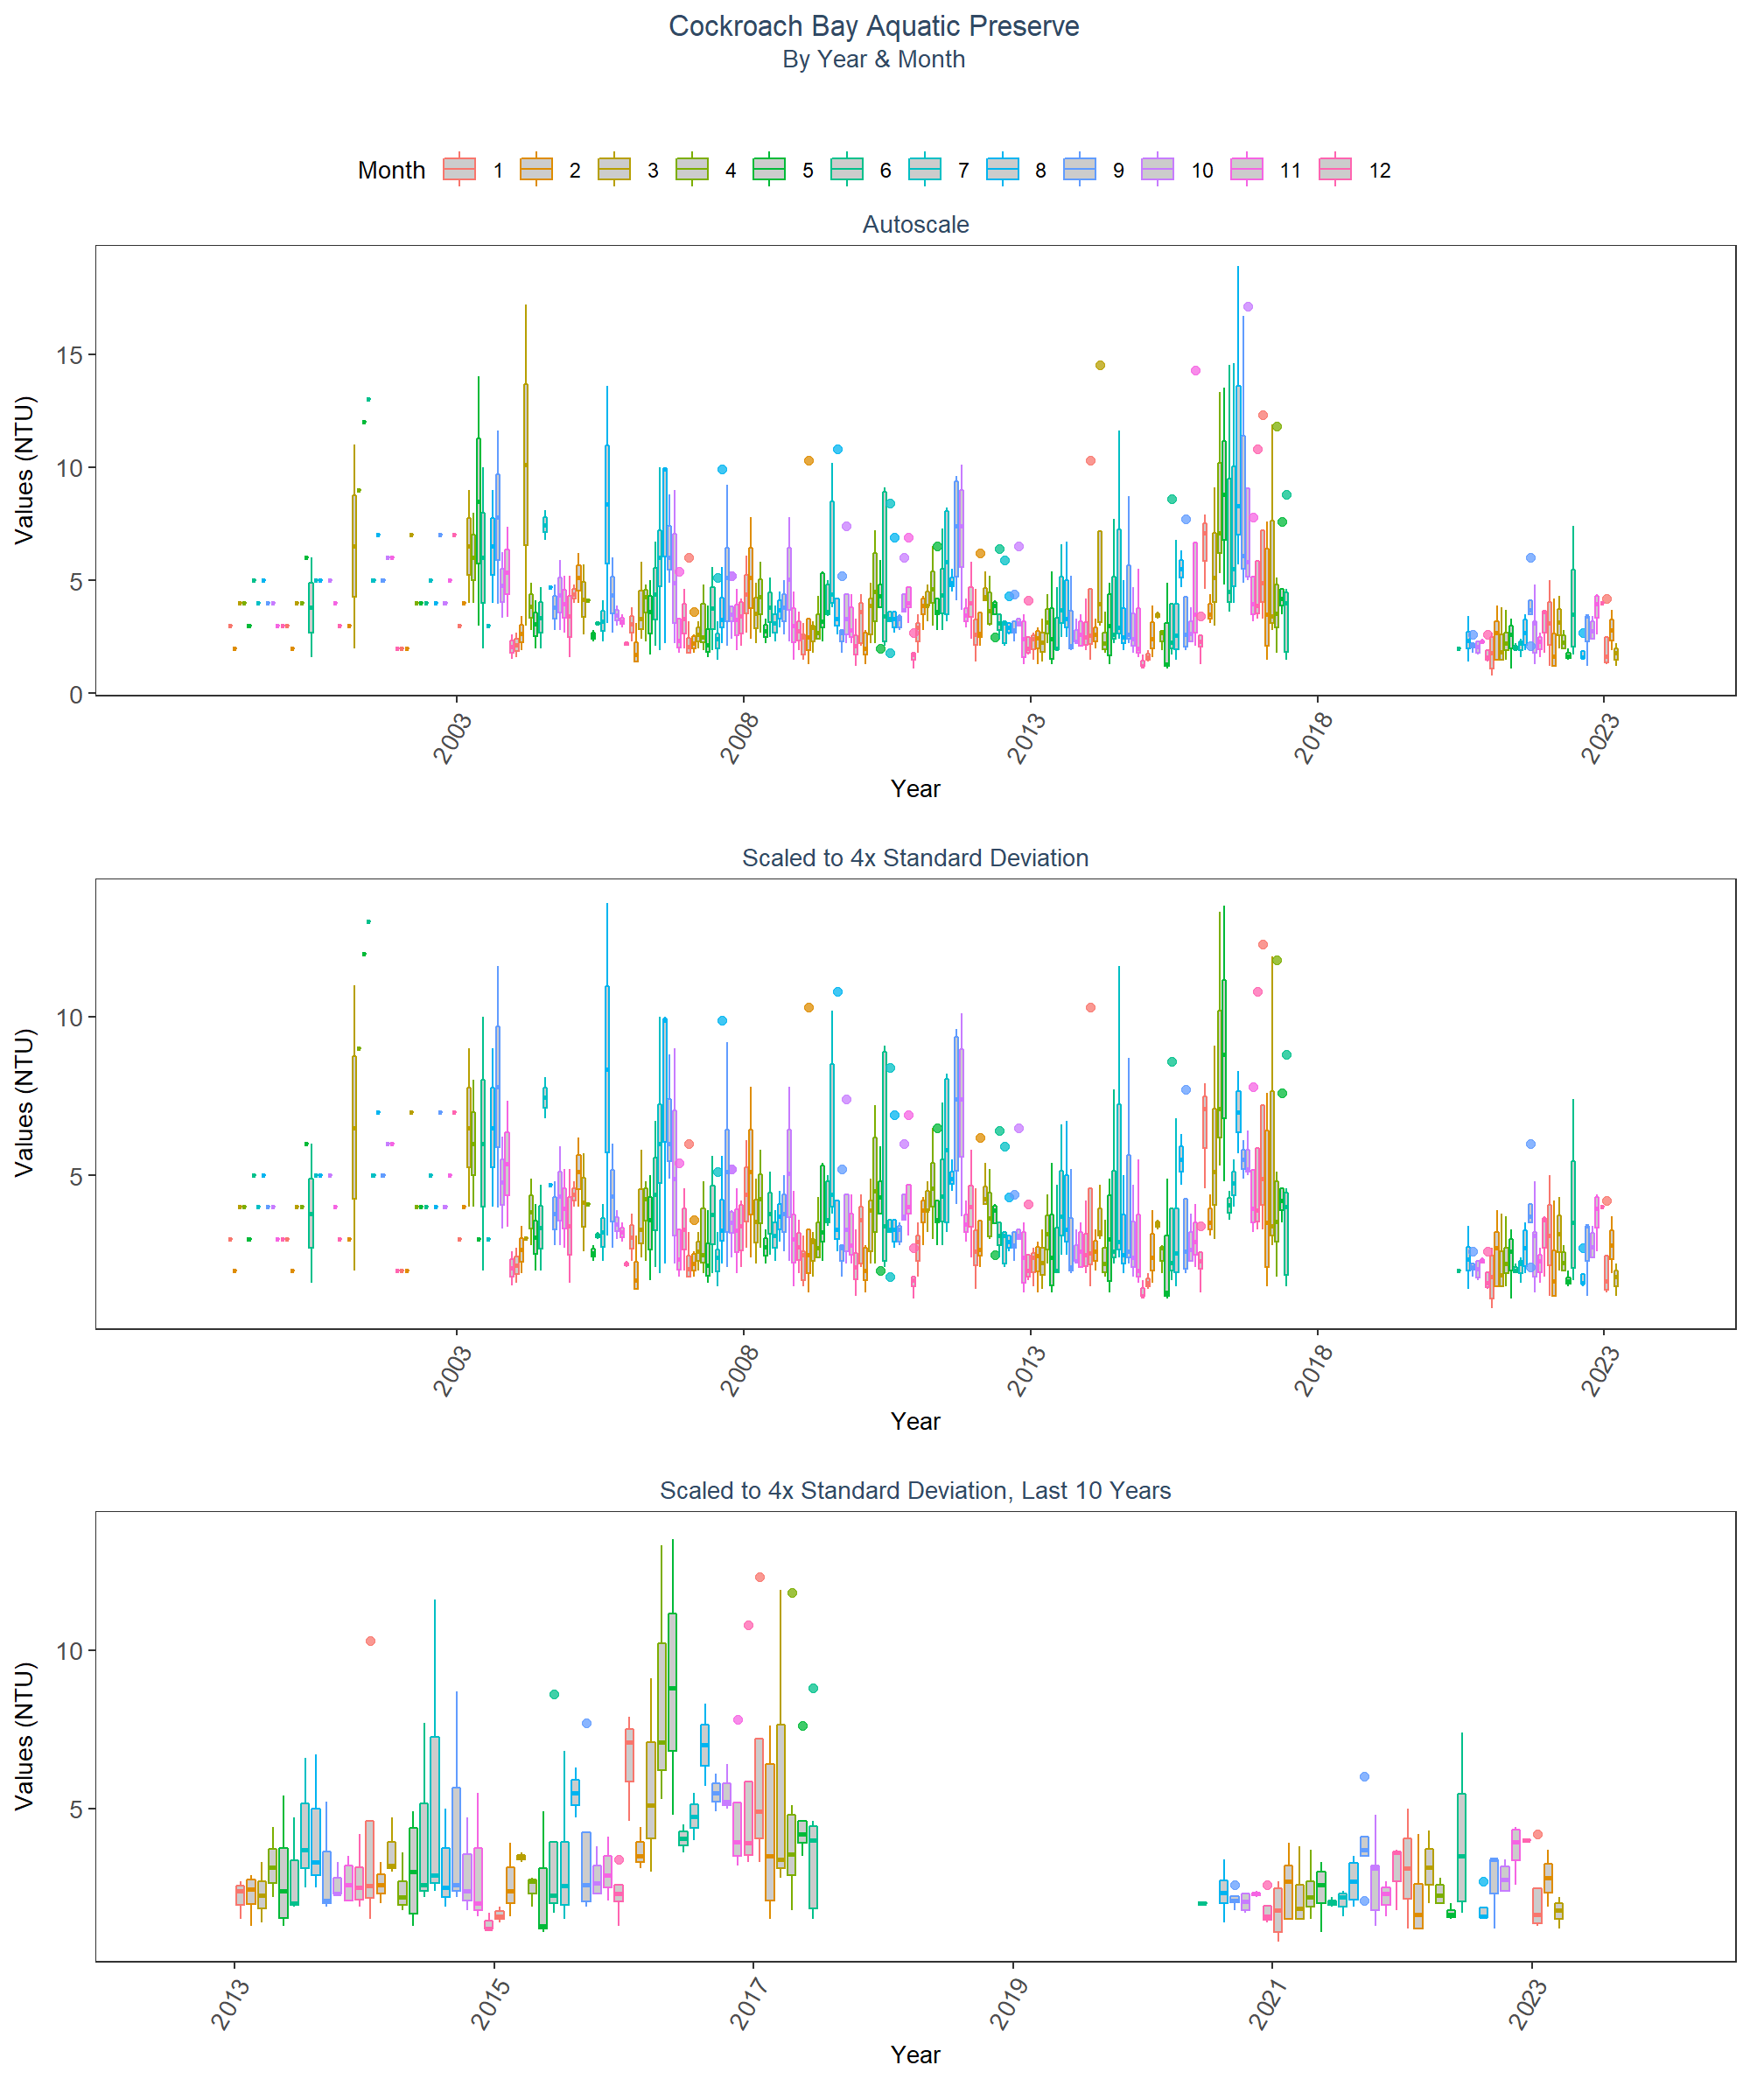 Cockroach Bay Aquatic Preserve
By Year & Month
Month 1 2 3 4 5 6 7 8 9 10 11 12
Autoscale
Values (NTU)
15
10
5
0
2003 2008 2013 2018 2023
Year
Scaled to 4x Standard Deviation
Values (NTU)
10
5
2003 2008 2013 2018 2023
Year
Scaled to 4x Standard Deviation, Last 10 Years
Values (NTU)
10
5
2013 2015 2017 2019 2021 2023
Year